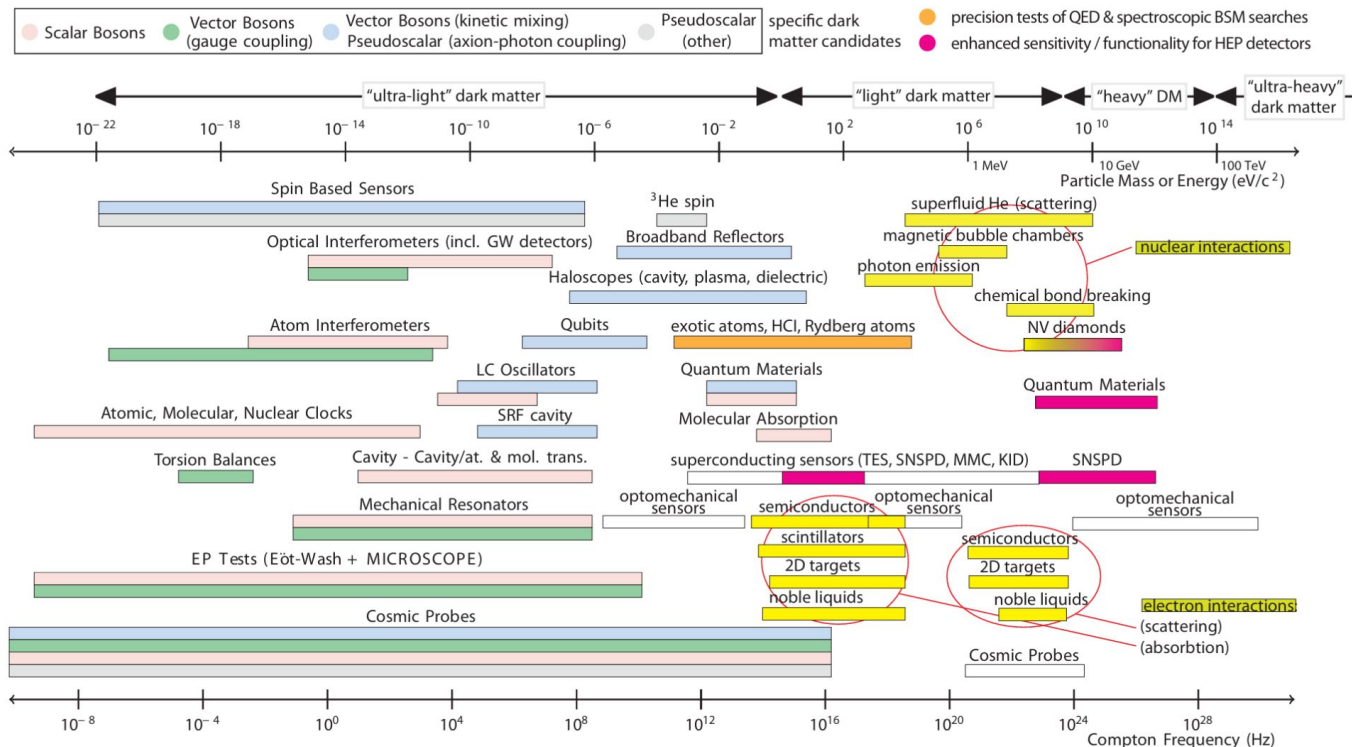 Scalar Bosons
Vector Bosons
(gauge coupling)
Vector Bosons (kinetic mixing)
Pseudoscalar (axion-photon coupling)
Pseudoscalar
(other)
specific dark
matter candidates
precision tests of QED & spectroscopic BSM searches
enhanced sensitivity / functionality for HEP detectors
"ultra-light" dark matter
"light" dark matter
"heavy" DM
"ultra-heavy"
dark matter
10⁻²² 10⁻¹⁸ 10⁻¹⁴ 10⁻¹⁰ 10⁻⁶ 10⁻² 10² 10⁶ 10¹⁰ 10¹⁴
1 MeV 10 GeV 100 TeV
Particle Mass or Energy (eV/c²)
Spin Based Sensors
³He spin
superfluid He (scattering)
Optical Interferometers (incl. GW detectors)
Broadband Reflectors
magnetic bubble chambers
nuclear interactions
Haloscopes (cavity, plasma, dielectric)
photon emission
chemical bond breaking
Atom Interferometers
Qubits
exotic atoms, HCI, Rydberg atoms
NV diamonds
LC Oscillators
Quantum Materials
Quantum Materials
Atomic, Molecular, Nuclear Clocks
SRF cavity
Molecular Absorption
Torsion Balances
Cavity - Cavity/at. & mol. trans.
superconducting sensors (TES, SNSPD, MMC, KID)
SNSPD
Mechanical Resonators
optomechanical
sensors
semiconductors
optomechanical
sensors
optomechanical
sensors
scintillators
semiconductors
EP Tests (Eöt-Wash + MICROSCOPE)
2D targets
2D targets
noble liquids
noble liquids
electron interactions:
(scattering)
(absorbtion)
Cosmic Probes
Cosmic Probes
10⁻⁸ 10⁻⁴ 10⁰ 10⁴ 10⁸ 10¹² 10¹⁶ 10²⁰ 10²⁴ 10²⁸
Compton Frequency (Hz)